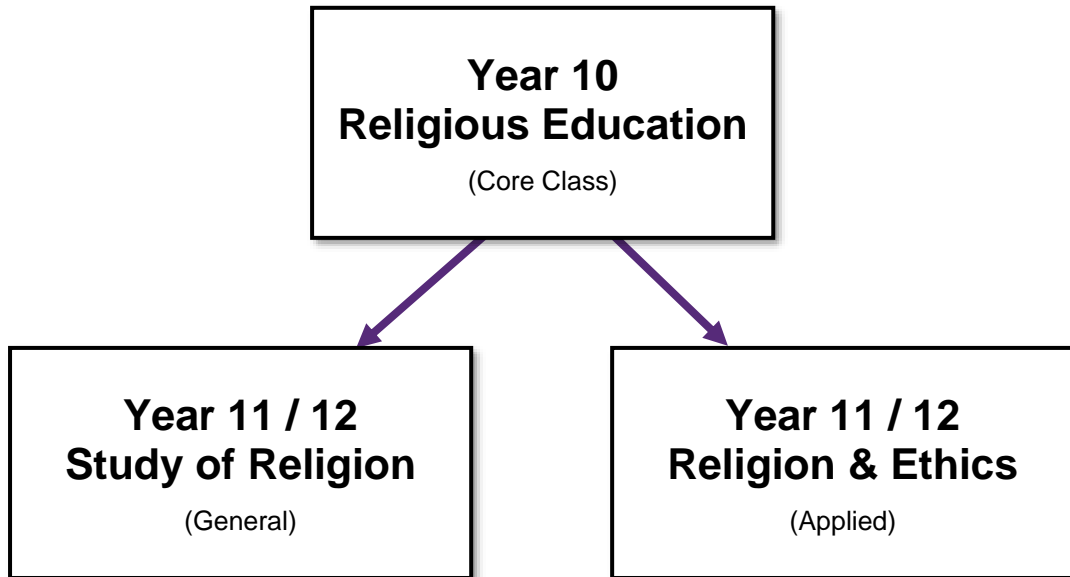 Year 10
Religious Education
(Core Class)
Year 11 / 12
Study of Religion
(General)
Year 11 / 12
Religion & Ethics
(Applied)